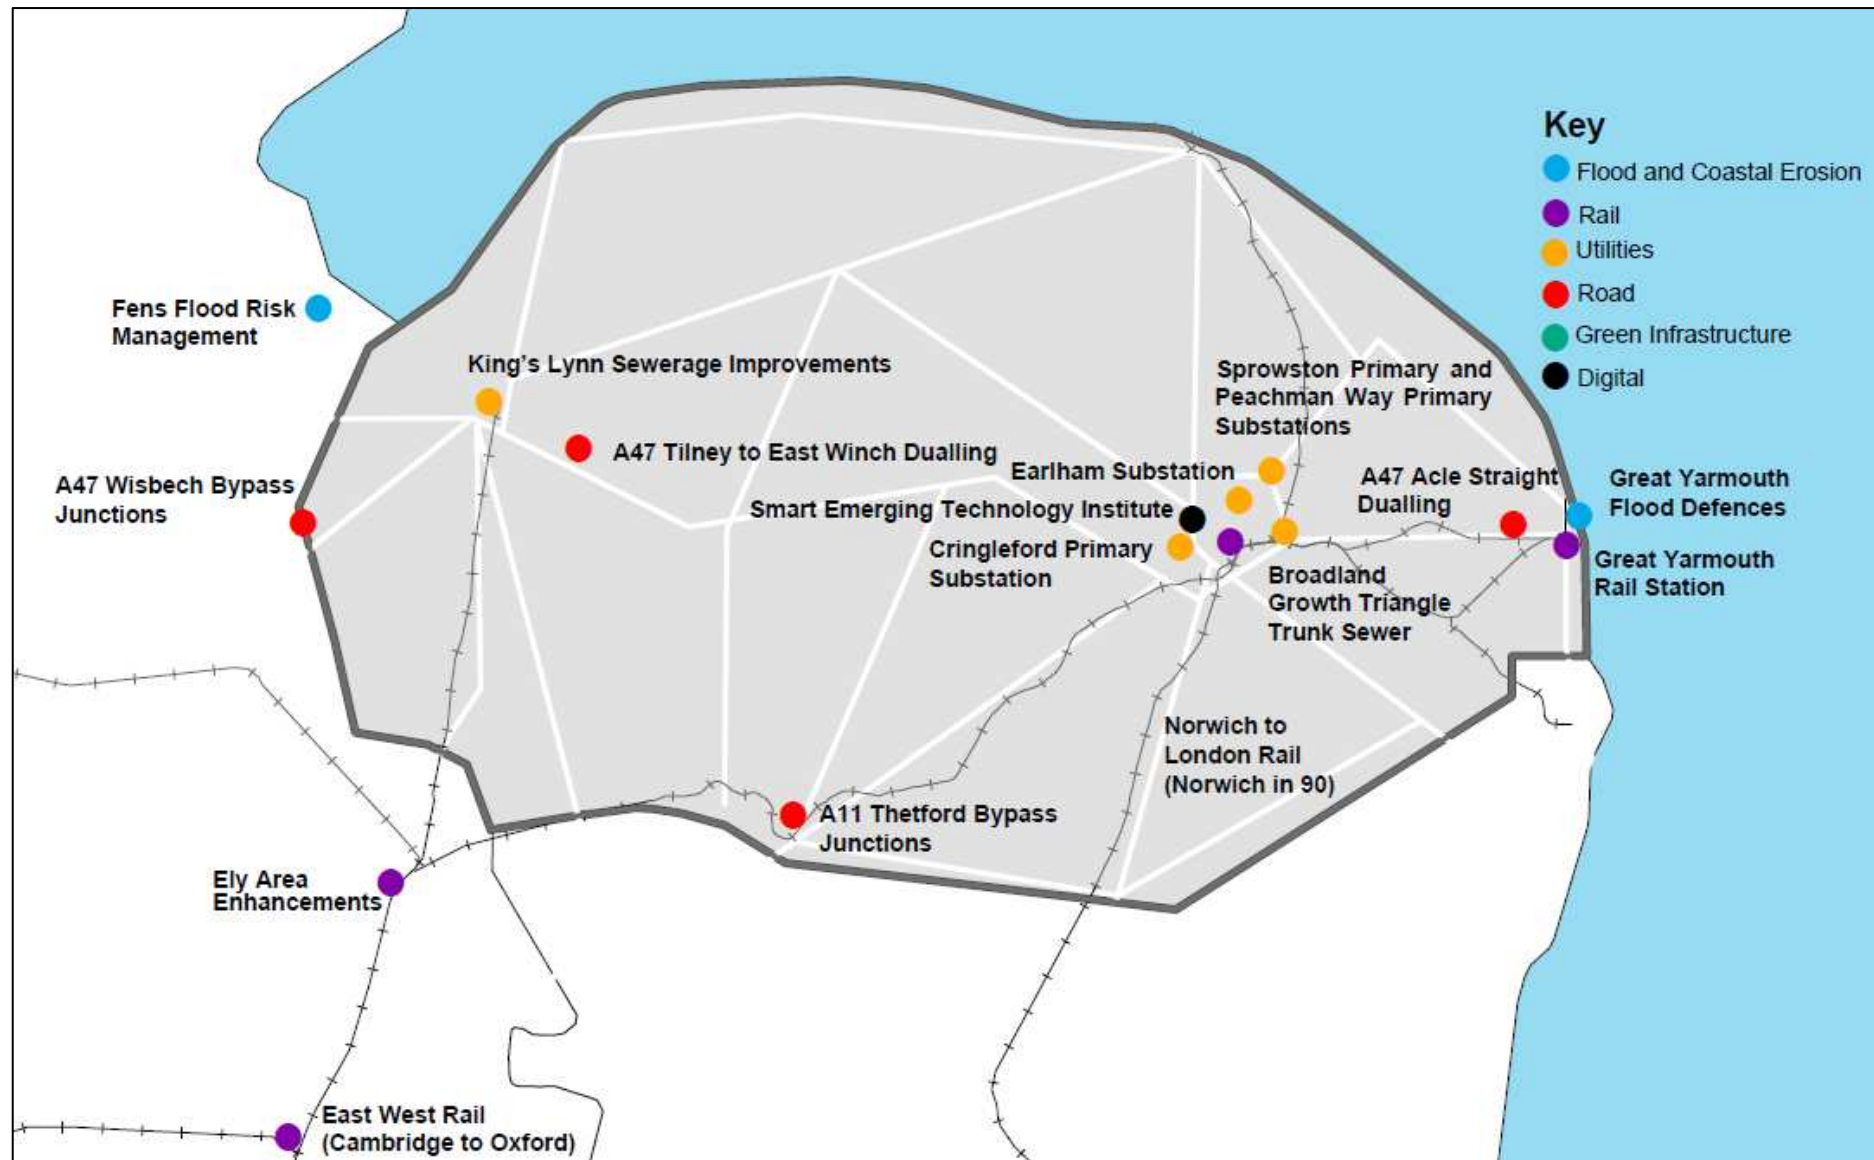 Key
Flood and Coastal Erosion
Rail
Utilities
Road
Green Infrastructure
Digital
Fens Flood Risk
Management
King's Lynn Sewerage Improvements
A47 Tilney to East Winch Dualling
A47 Wisbech Bypass
Junctions
Sprowston Primary and
Peachman Way Primary
Substations
Earlham Substation
Smart Emerging Technology Institute
Cringleford Primary
Substation
A47 Acle Straight
Dualling
Great Yarmouth
Flood Defences
Great Yarmouth
Rail Station
Broadland
Growth Triangle
Trunk Sewer
Norwich to
London Rail
(Norwich in 90)
A11 Thetford Bypass
Junctions
Ely Area
Enhancements
East West Rail
(Cambridge to Oxford)